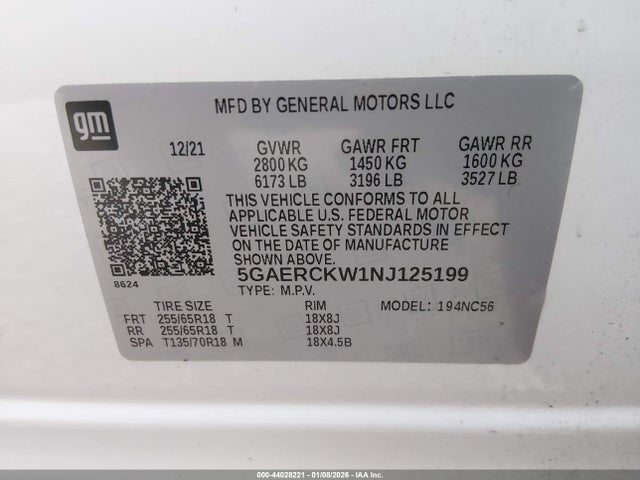 gm
MFD BY GENERAL MOTORS LLC
12/21 GVWR GAWR FRT GAWR RR
2800 KG 1450 KG 1600 KG
6173 LB 3196 LB 3527 LB
THIS VEHICLE CONFORMS TO ALL
APPLICABLE U.S. FEDERAL MOTOR
VEHICLE SAFETY STANDARDS IN EFFECT
ON THE DATE OF MANUFACTURE
SHOWN ABOVE.
8624
5GAERCKW1NJ125199
TYPE: M.P.V.
TIRE SIZE RIM MODEL: 194NC56
FRT 255/65R18 T 18X8J
RR 255/65R18 T 18X8J
SPA T135/70R18 M 18X4.5B
000-44028221 - 01/08/2026 - IAAI.COM